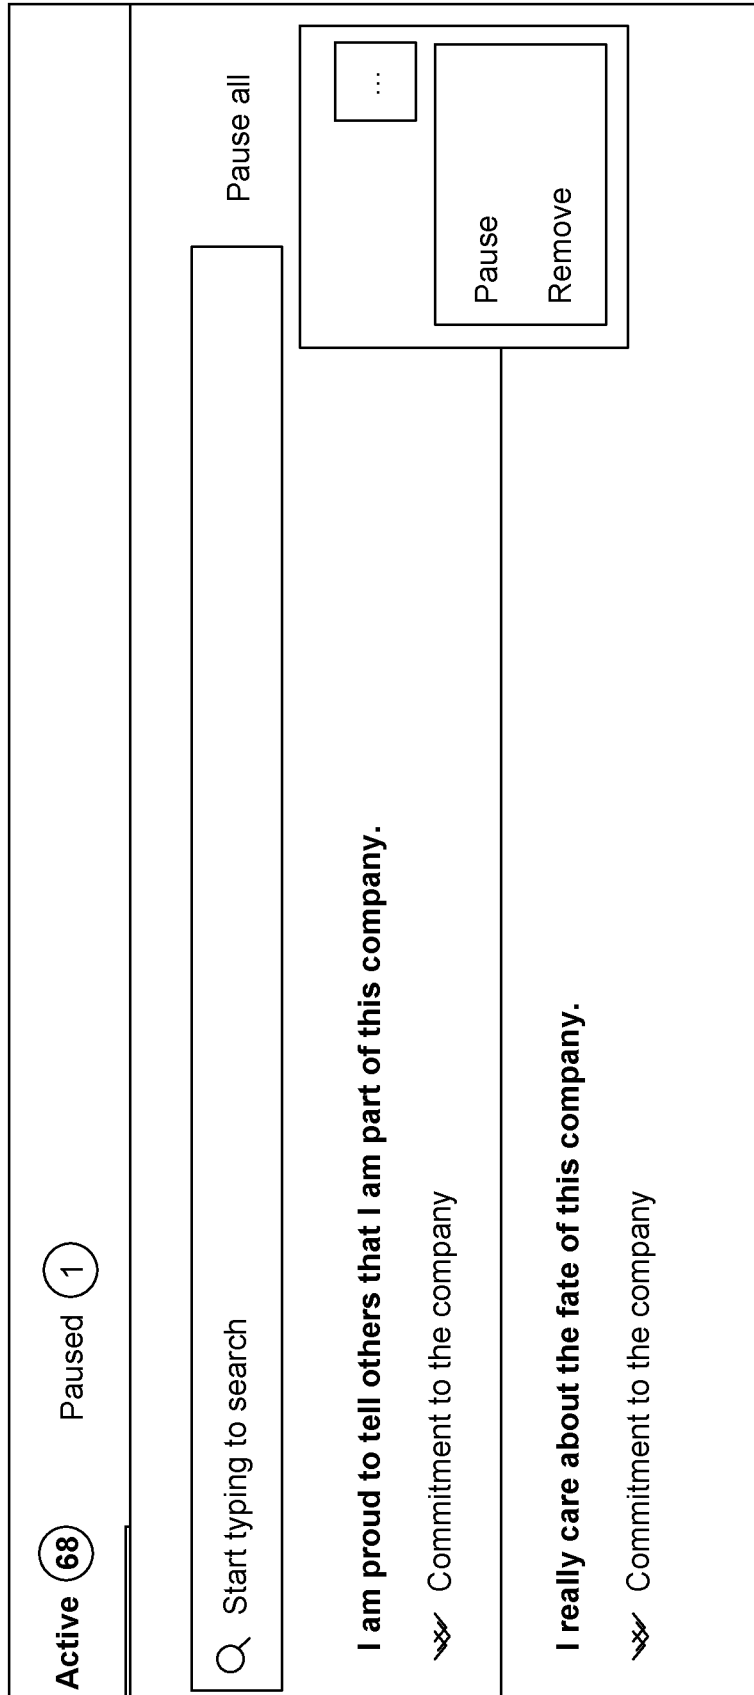 Active 68 Paused 1
Start typing to search Pause all
I am proud to tell others that I am part of this company. ...
Commitment to the company
Pause
Remove
I really care about the fate of this company.
Commitment to the company